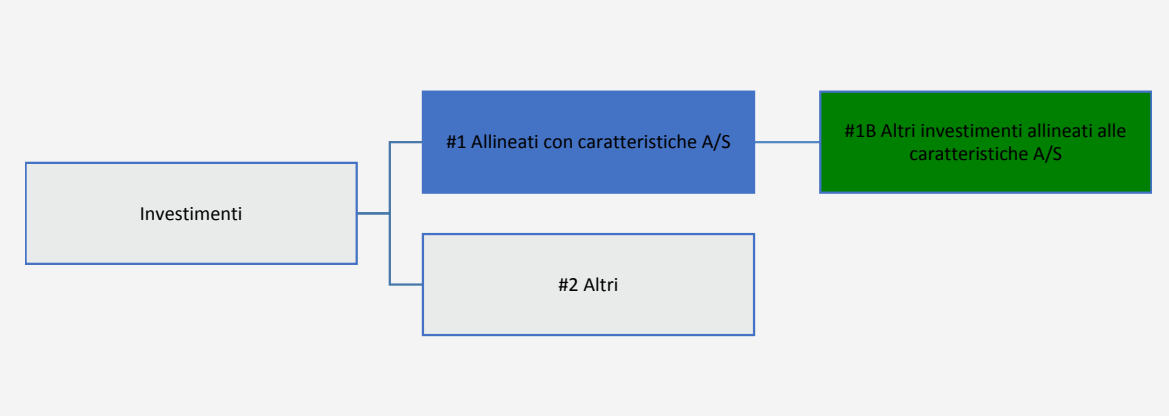 #1 Allineati con caratteristiche A/S
#1B Altri investimenti allineati alle
caratteristiche A/S
Investimenti
#2 Altri